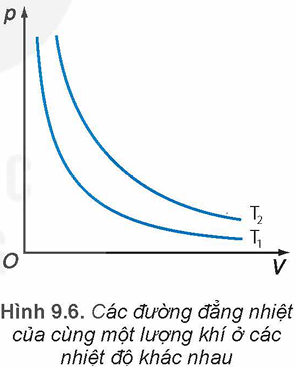 p
T₂
T₁
O
V
Hình 9.6. Các đường đẳng nhiệt
của cùng một lượng khí ở các
nhiệt độ khác nhau